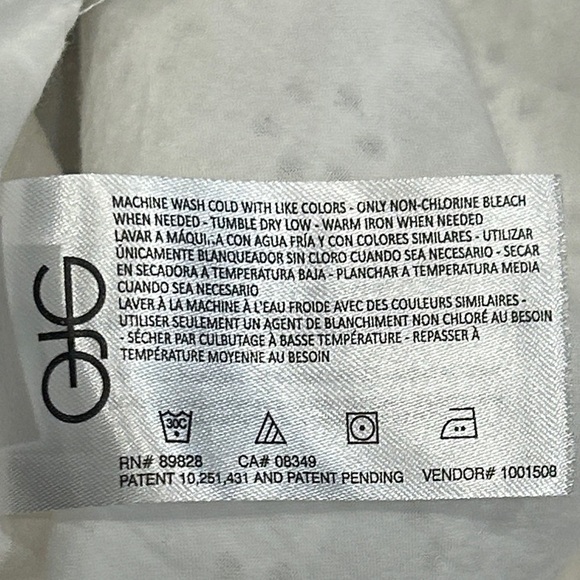 MACHINE WASH COLD WITH LIKE COLORS - ONLY NON-CHLORINE BLEACH
WHEN NEEDED - TUMBLE DRY LOW - WARM IRON WHEN NEEDED
LAVAR A MÁQUINA CON AGUA FRÍA Y CON COLORES SIMILARES - UTILIZAR
ÚNICAMENTE BLANQUEADOR SIN CLORO CUANDO SEA NECESARIO - SECAR
EN SECADORA A TEMPERATURA BAJA - PLANCHAR A TEMPERATURA MEDIA
CUANDO SEA NECESARIO
LAVER À LA MACHINE À L'EAU FROIDE AVEC DES COULEURS SIMILAIRES -
UTILISER SEULEMENT UN AGENT DE BLANCHIMENT NON CHLORÉ AU BESOIN
- SÉCHER PAR CULBUTAGE À BASSE TEMPÉRATURE - REPASSER À
TEMPÉRATURE MOYENNE AU BESOIN
30C
RN# 89828 CA# 08349
PATENT 10,251,431 AND PATENT PENDING VENDOR# 1001508